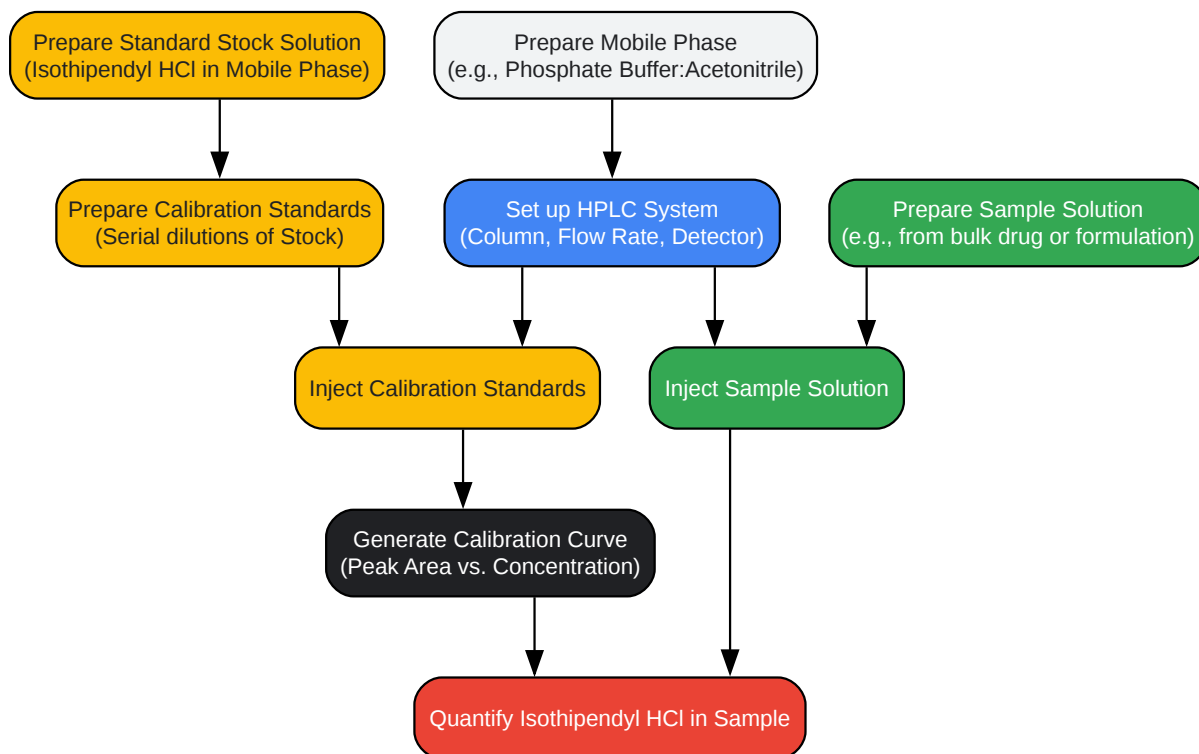 Prepare Standard Stock Solution
(Isothipendyl HCl in Mobile Phase)
Prepare Mobile Phase
(e.g., Phosphate Buffer:Acetonitrile)
Prepare Calibration Standards
(Serial dilutions of Stock)
Set up HPLC System
(Column, Flow Rate, Detector)
Prepare Sample Solution
(e.g., from bulk drug or formulation)
Inject Calibration Standards
Inject Sample Solution
Generate Calibration Curve
(Peak Area vs. Concentration)
Quantify Isothipendyl HCl in Sample